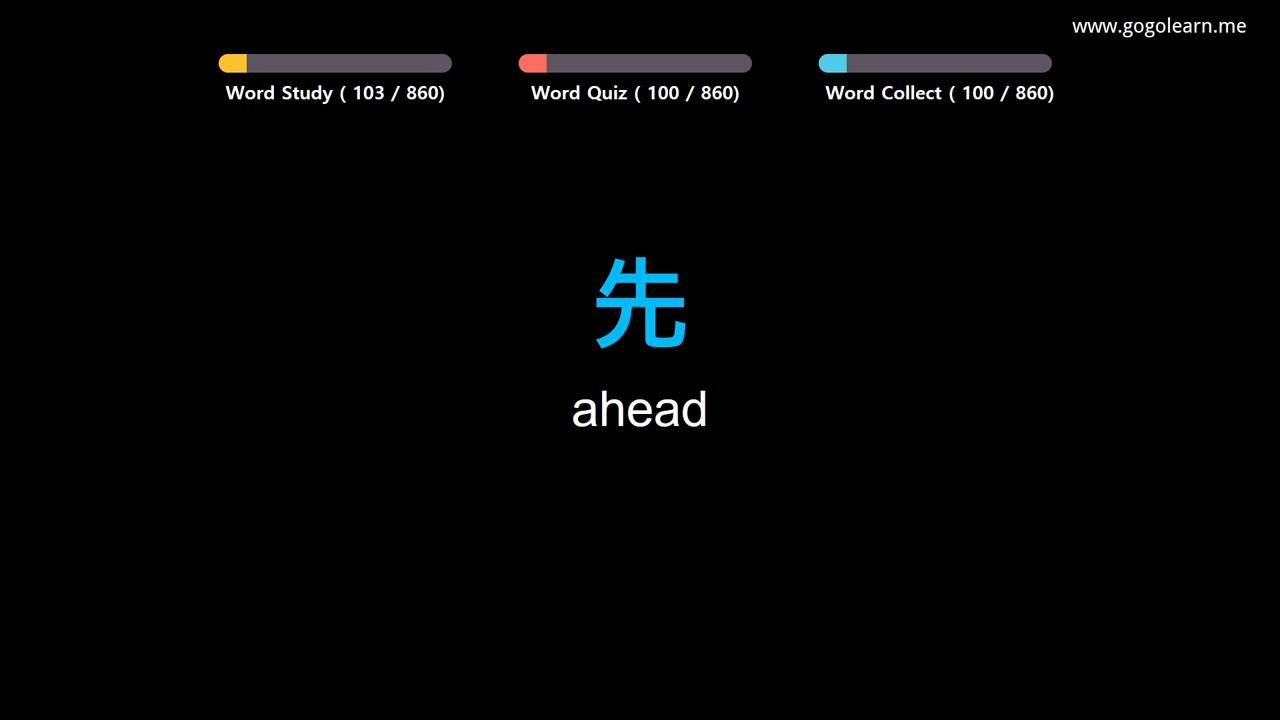 www.gogolearn.me
Word Study ( 103 / 860)
Word Quiz ( 100 / 860)
Word Collect ( 100 / 860)
先
ahead